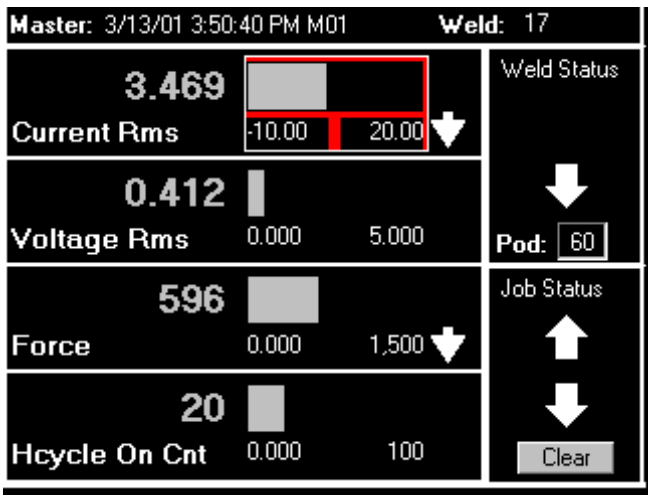 Master: 3/13/01 3:50:40 PM M01 Weld: 17
3.469
Current Rms -10.00 20.00
Weld Status
0.412
Voltage Rms 0.000 5.000
Pod: 60
596
Force 0.000 1,500
Job Status
20
Hcycle On Cnt 0.000 100
Clear